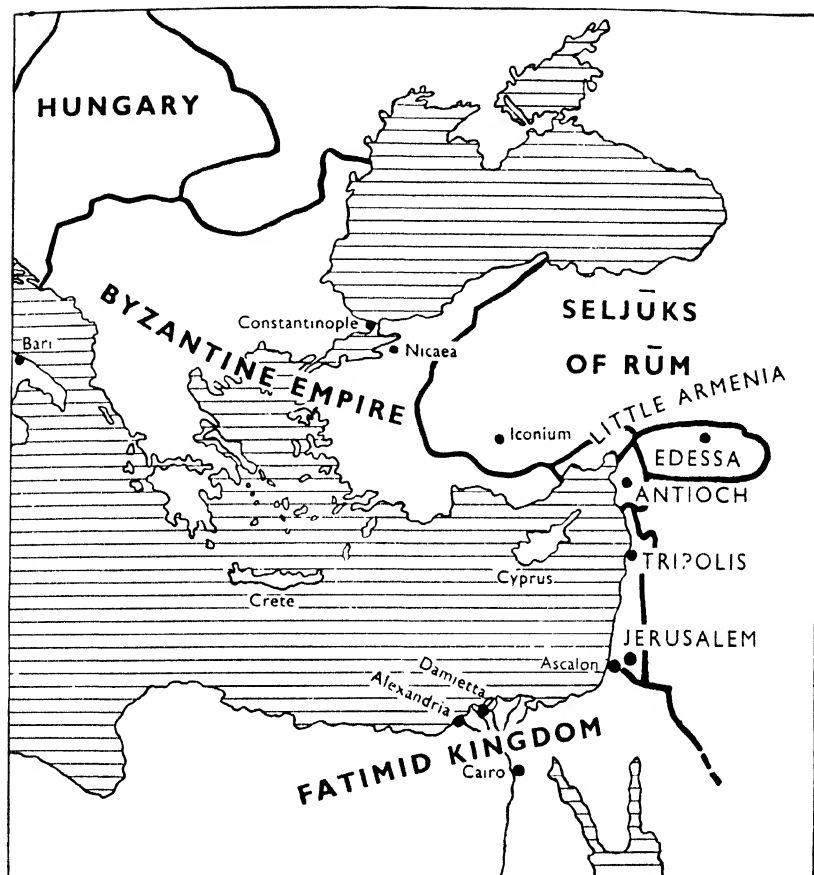 HUNGARY
BYZANTINE EMPIRE
SELJŪKS
OF RŪM
Constantinople
Bari
Nicaea
LITTLE ARMENIA
Iconium
EDESSA
ANTIOCH
TRIPOLIS
Cyprus
Crete
JERUSALEM
Ascalon
Damietta
Alexandria
FATIMID KINGDOM
Cairo